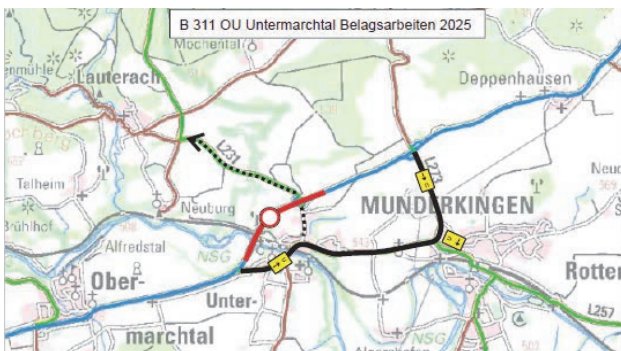 B 311 OU Untermarchtal Belagsarbeiten 2025
Mochental
Lauterach
Deppenhausen
L231
L273
Talheim
Neuburg
MUNDERKINGEN
Brühlhof
Alfredstal
NSG
Ober-
Unter-
NSG
Rotter
L257
marchtal